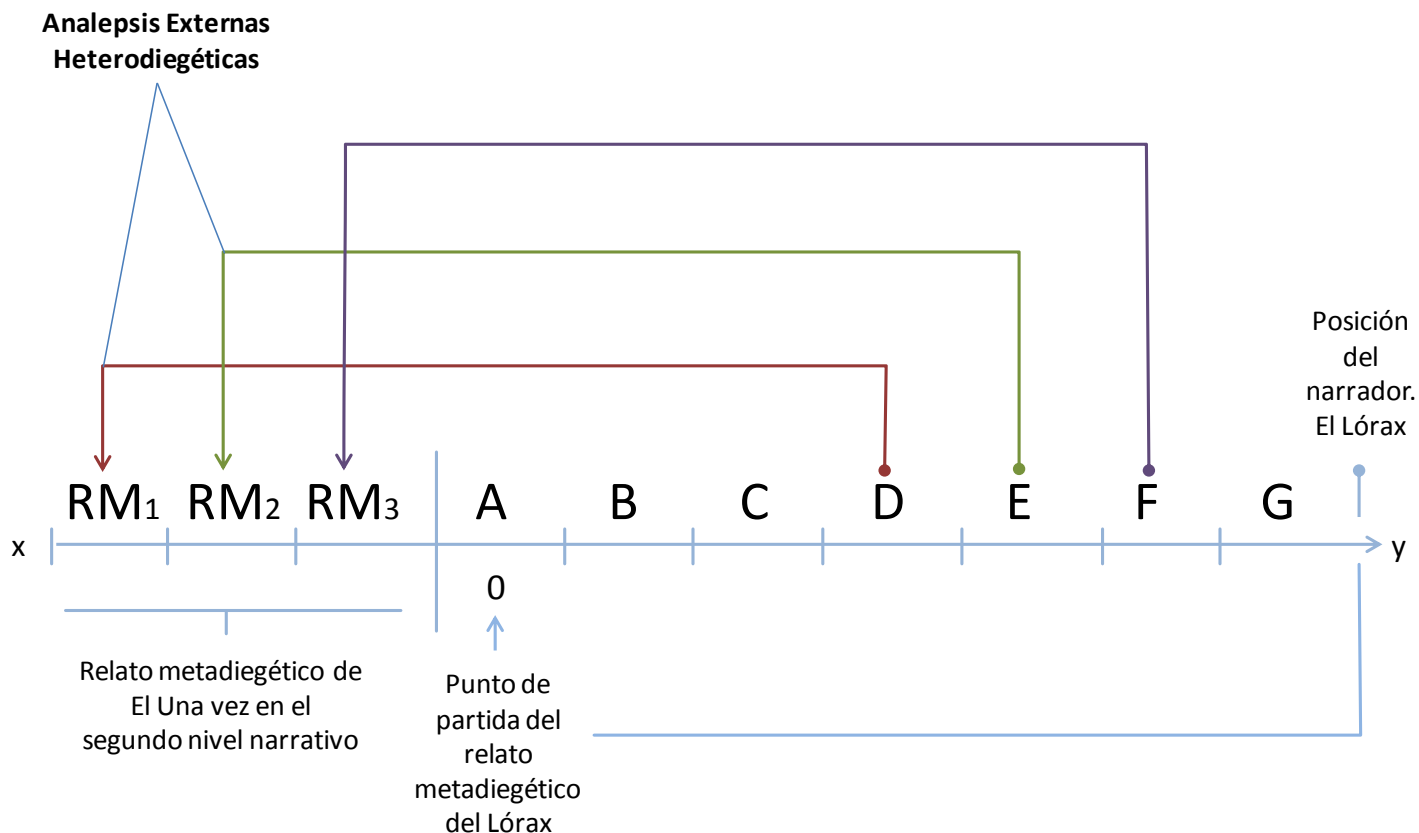 Analepsis Externas
Heterodiegéticas
Posición
del
narrador.
El Lórax
RM1 RM2 RM3 A B C D E F G
x y
0
Relato metadiegético de
El Una vez en el
segundo nivel narrativo
Punto de
partida del
relato
metadiegético
del Lórax